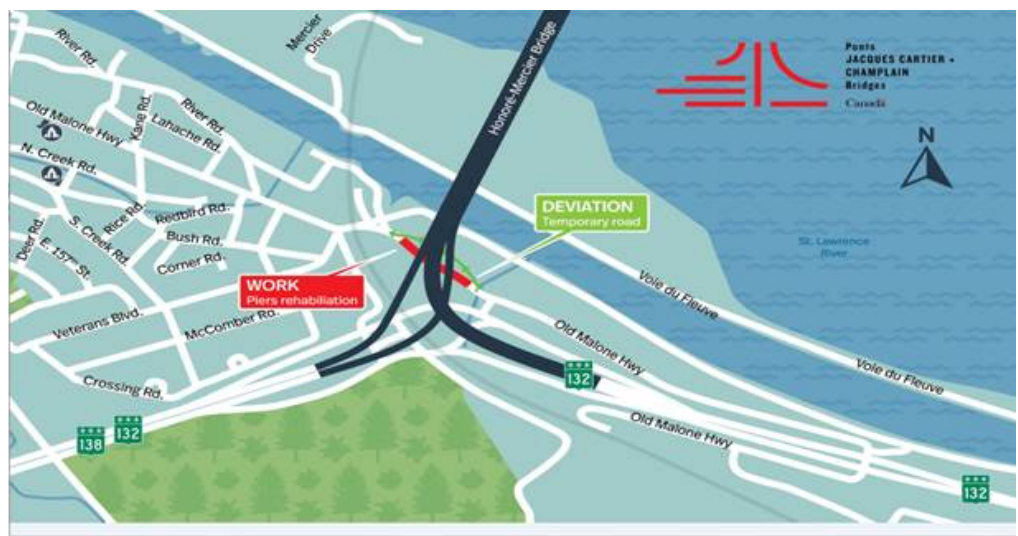 River Rd.
Mercier
Drive
Honoré-Mercier Bridge
Ponts
JACQUES CARTIER +
CHAMPLAIN
Bridges
Canada
N
Old Malone Hwy
Kane Rd.
River Rd.
Lahache Rd.
N. Creek Rd.
Deer Rd.
S. Creek Rd.
Rice Rd.
Redbird Rd.
Bush Rd.
Corner Rd.
E. 157th St.
DEVIATION
Temporary road
St. Lawrence
River
WORK
Piers rehabiliation
Veterans Blvd.
McComber Rd.
Voie du Fleuve
Old Malone Hwy
Voie du Fleuve
Crossing Rd.
132
Old Malone Hwy
138
132
132